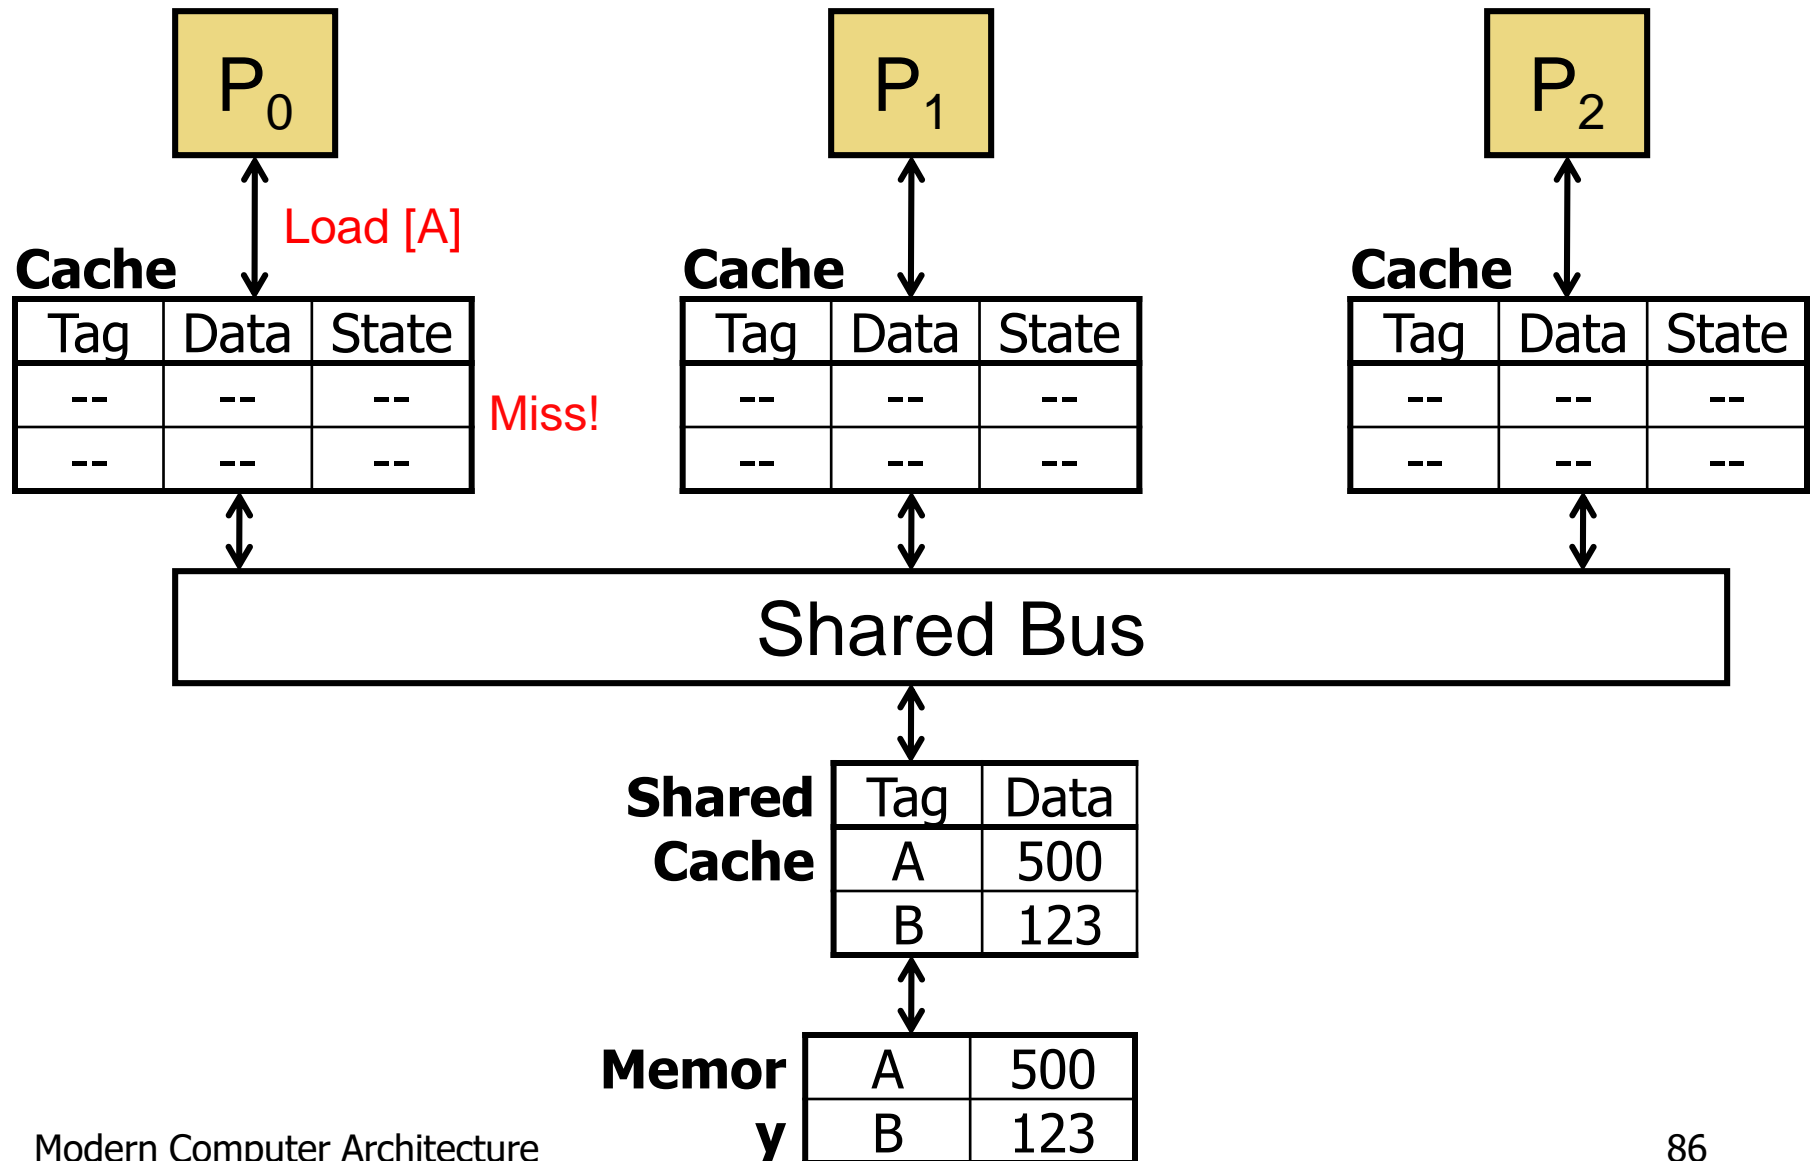 P0 P1 P2
Load [A]
Cache Cache Cache
Tag Data State Tag Data State Tag Data State
-- -- -- -- -- -- -- -- --
Miss!
-- -- -- -- -- -- -- -- --
Shared Bus
Shared Tag Data
Cache A 500
B 123
Memor A 500
y B 123
Modern Computer Architecture 86